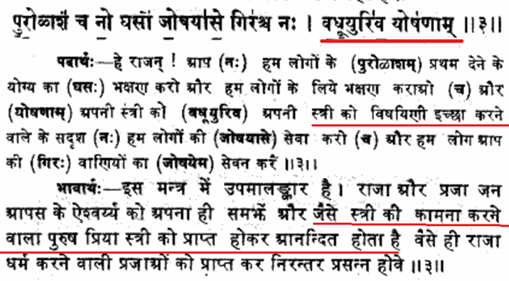 पुरोळाशं च नो घसो जोषयासे गिरश्च नः । वधूयुरिव योषणाम् ॥३॥
पदार्थः—हे राजन् ! आप (नः) हम लोगों के (पुरोळाशम्) प्रथम देने के
योग्य का (घसः) भक्षण करो और हम लोगों के लिये भक्षण कराओ (च) और
(योषणाम्) अपनी स्त्री को (वधूयुरिव) अपनी स्त्री को विषयिणी इच्छा करने
वाले के सदृश (नः) हम लोगों की (जोषयासे) सेवा करो (च) और हम लोग आप
की (गिरः) वाणियों का (जोषयेम) सेवन करें ॥३॥
भावार्थः—इस मन्त्र में उपमालङ्कार है। राजा और प्रजा जन
आपस के ऐश्वर्य्य को अपना ही समझें और जैसे स्त्री की कामना करने
वाला पुरुष प्रिया स्त्री को प्राप्त होकर आनन्दित होता है वैसे ही राजा
धर्म करने वाली प्रजाओं को प्राप्त कर निरन्तर प्रसन्न होवे ॥३॥